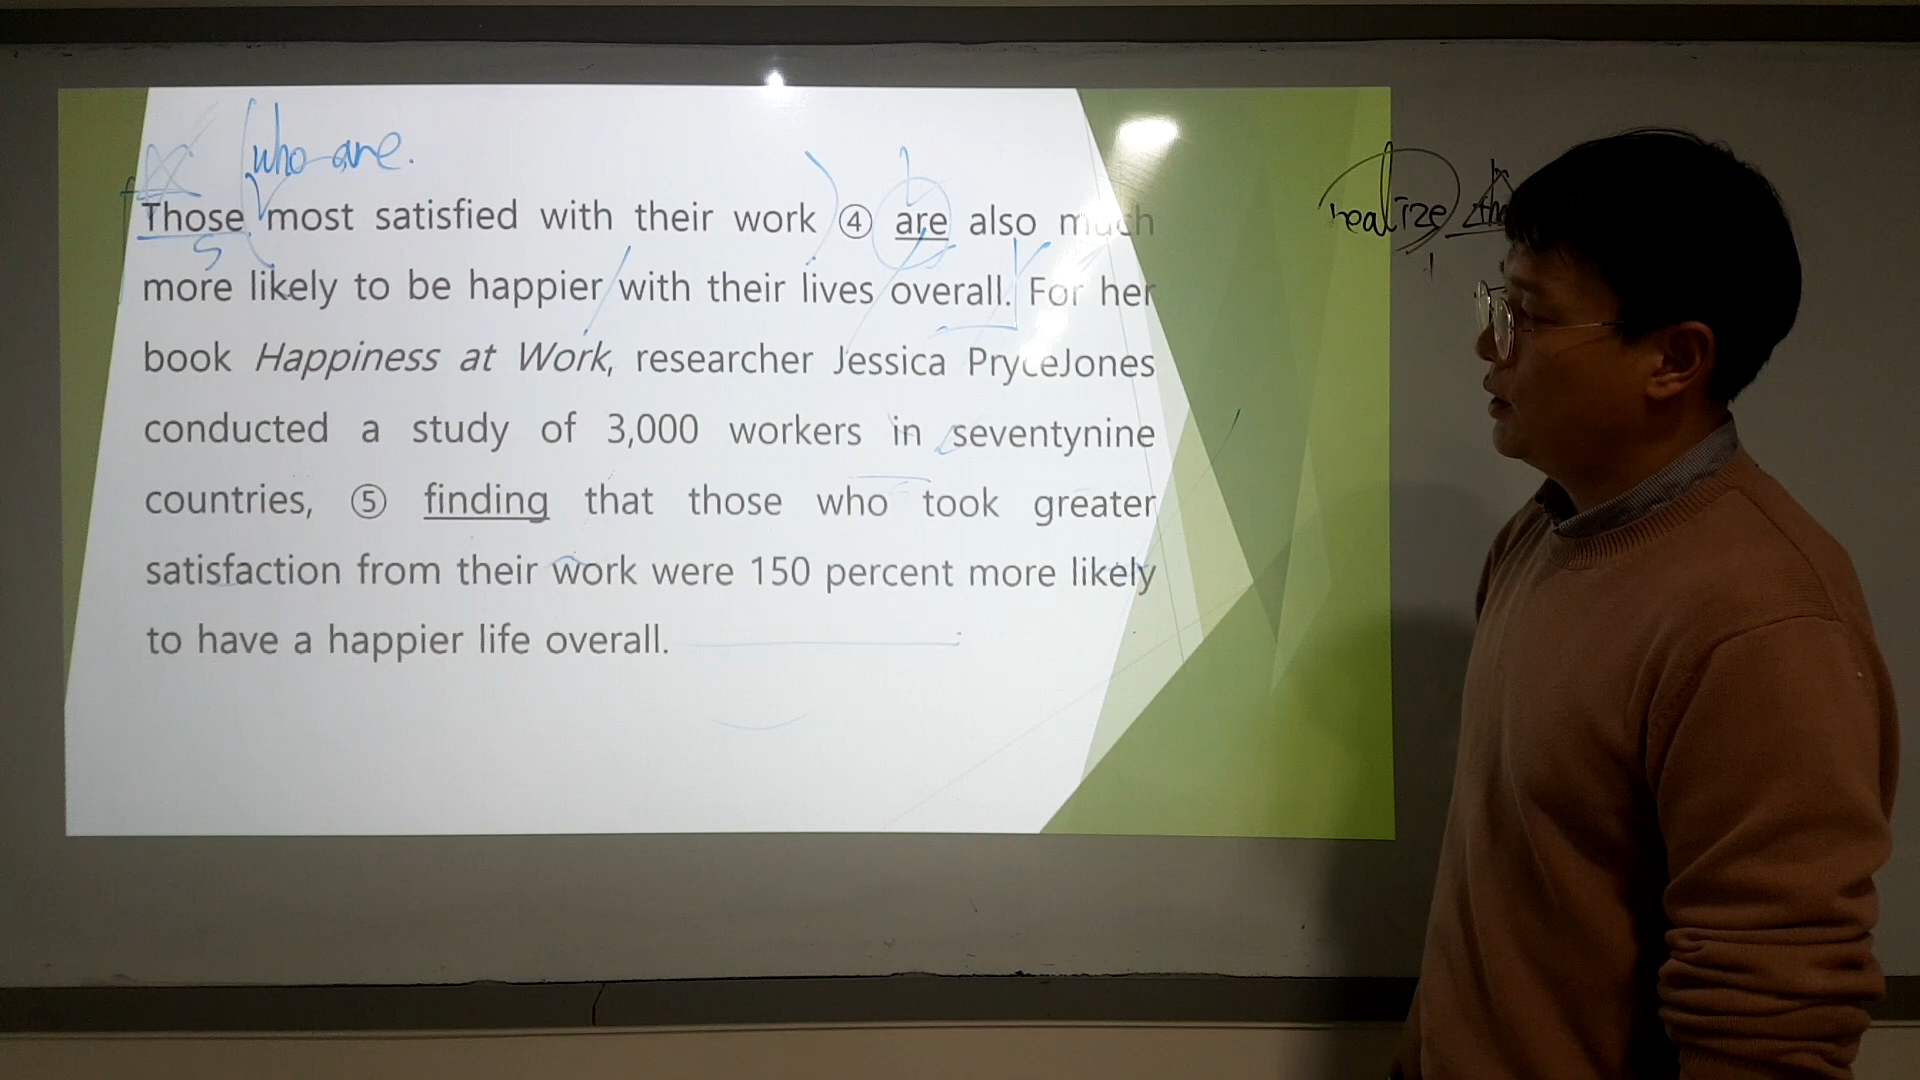 who are.
realize
Those most satisfied with their work ④ are also much
S
more likely to be happier with their lives overall. For her
book Happiness at Work, researcher Jessica PryceJones
conducted a study of 3,000 workers in seventynine
countries, ⑤ finding that those who took greater
satisfaction from their work were 150 percent more likely
to have a happier life overall.